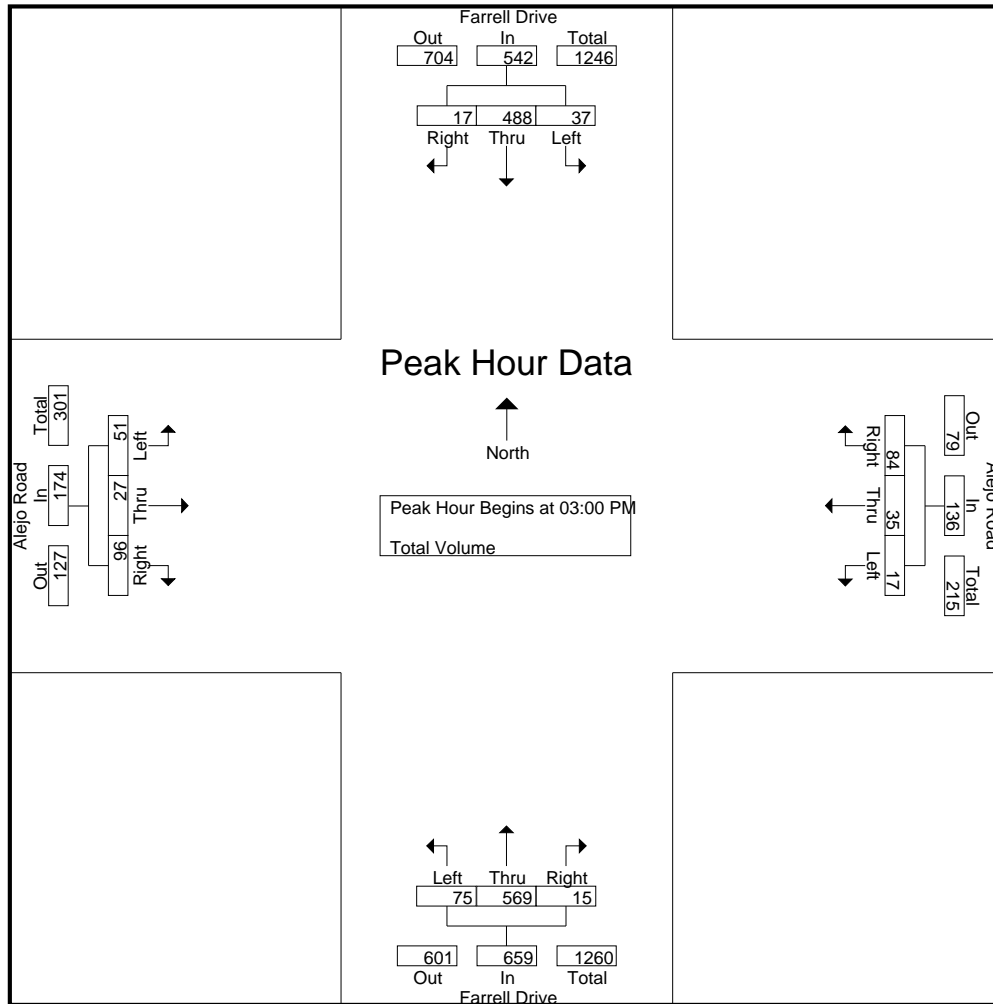 Farrell Drive
Out In Total
704 542 1246
17 488 37
Right Thru Left
Peak Hour Data
North
Peak Hour Begins at 03:00 PM
Total Volume
Alejo Road
Total In Out
301 174 127
51 27 96
Left Thru Right
Alejo Road
Out In Total
79 136 215
84 35 17
Right Thru Left
Left Thru Right
75 569 15
601 659 1260
Out In Total
Farrell Drive